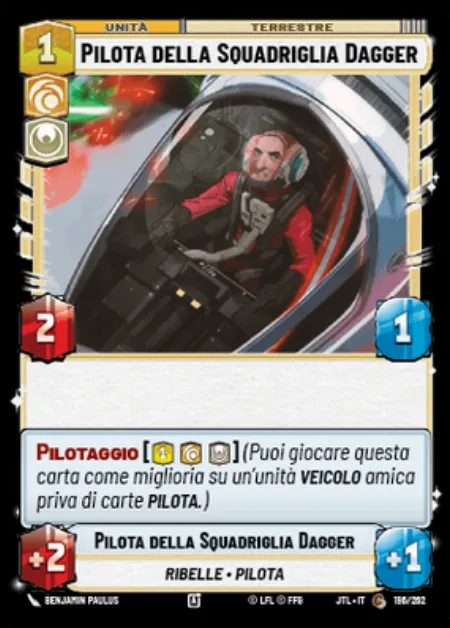 UNITÀ
TERRESTRE
1
PILOTA DELLA SQUADRIGLIA DAGGER
2
1
PILOTAGGIO [1] (Puoi giocare questa
carta come miglioria su un'unità VEICOLO amica
priva di carte PILOTA.)
PILOTA DELLA SQUADRIGLIA DAGGER
+2
+1
RIBELLE • PILOTA
BENJAMIN PAULUS
A
© LFL © FFG
JTL • IT
C
196/262